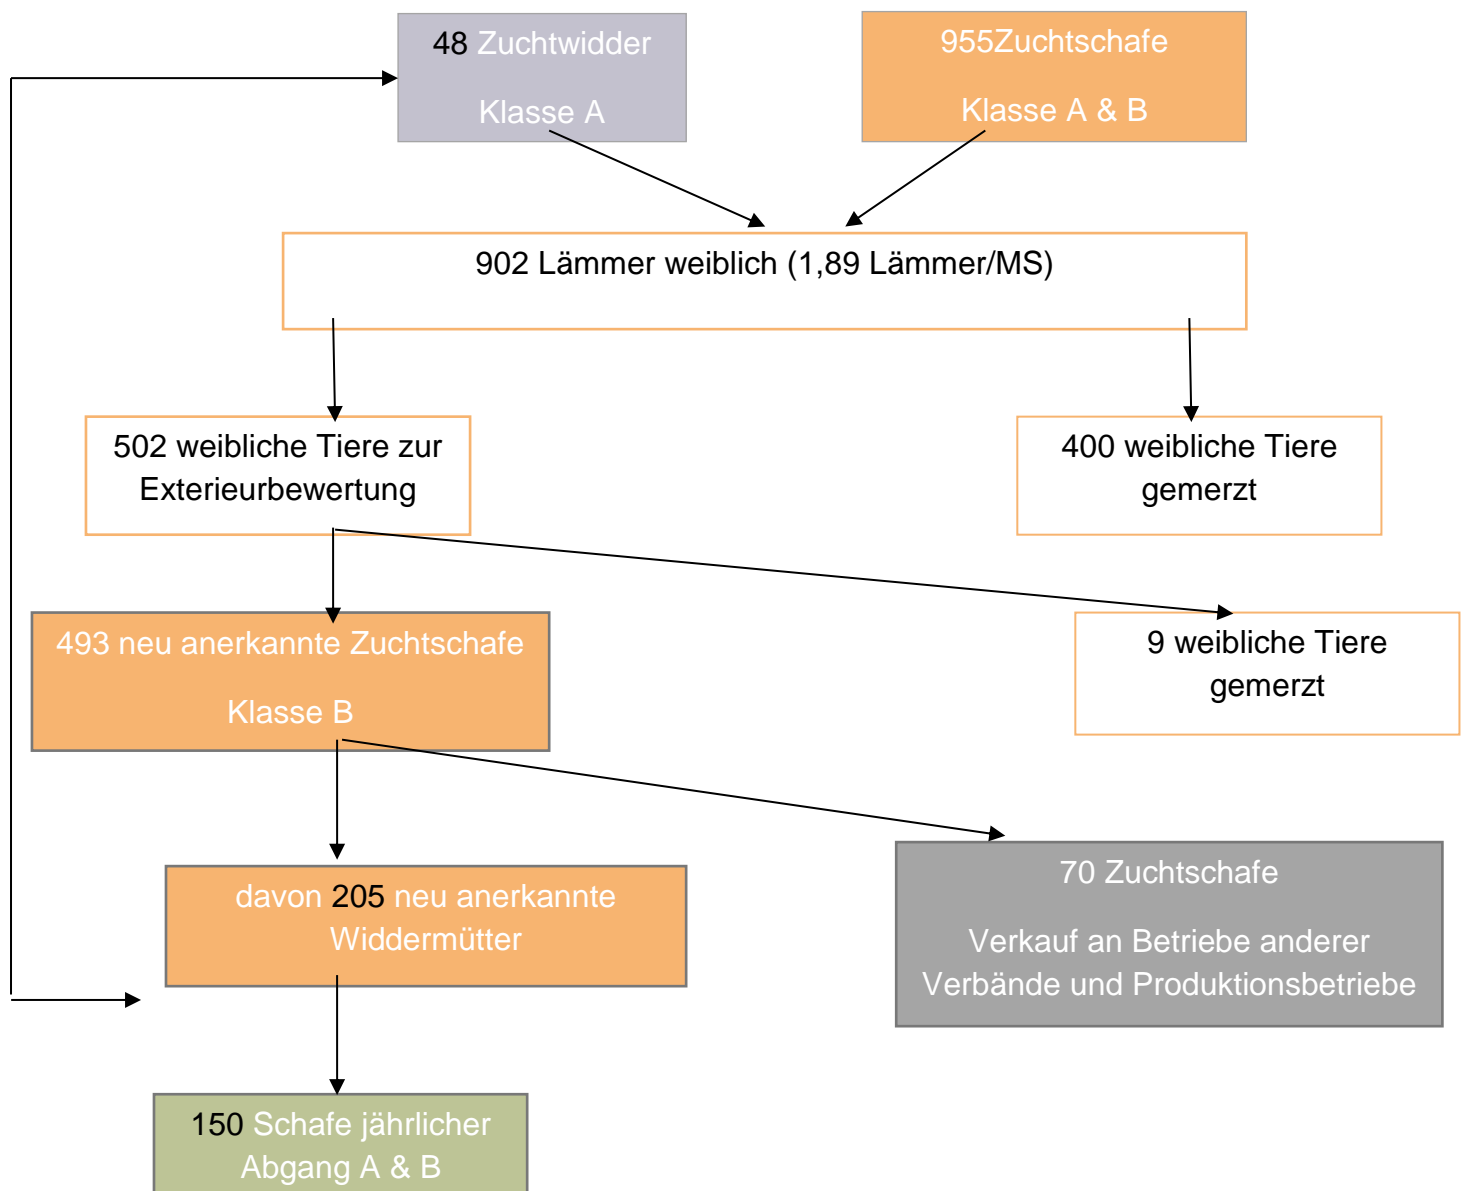 48 Zuchtwidder
Klasse A
955Zuchtschafe
Klasse A & B
902 Lämmer weiblich (1,89 Lämmer/MS)
502 weibliche Tiere zur
Exterieurbewertung
400 weibliche Tiere
gemerzt
493 neu anerkannte Zuchtschafe
Klasse B
9 weibliche Tiere
gemerzt
davon 205 neu anerkannte
Widdermütter
70 Zuchtschafe
Verkauf an Betriebe anderer
Verbände und Produktionsbetriebe
150 Schafe jährlicher
Abgang A & B